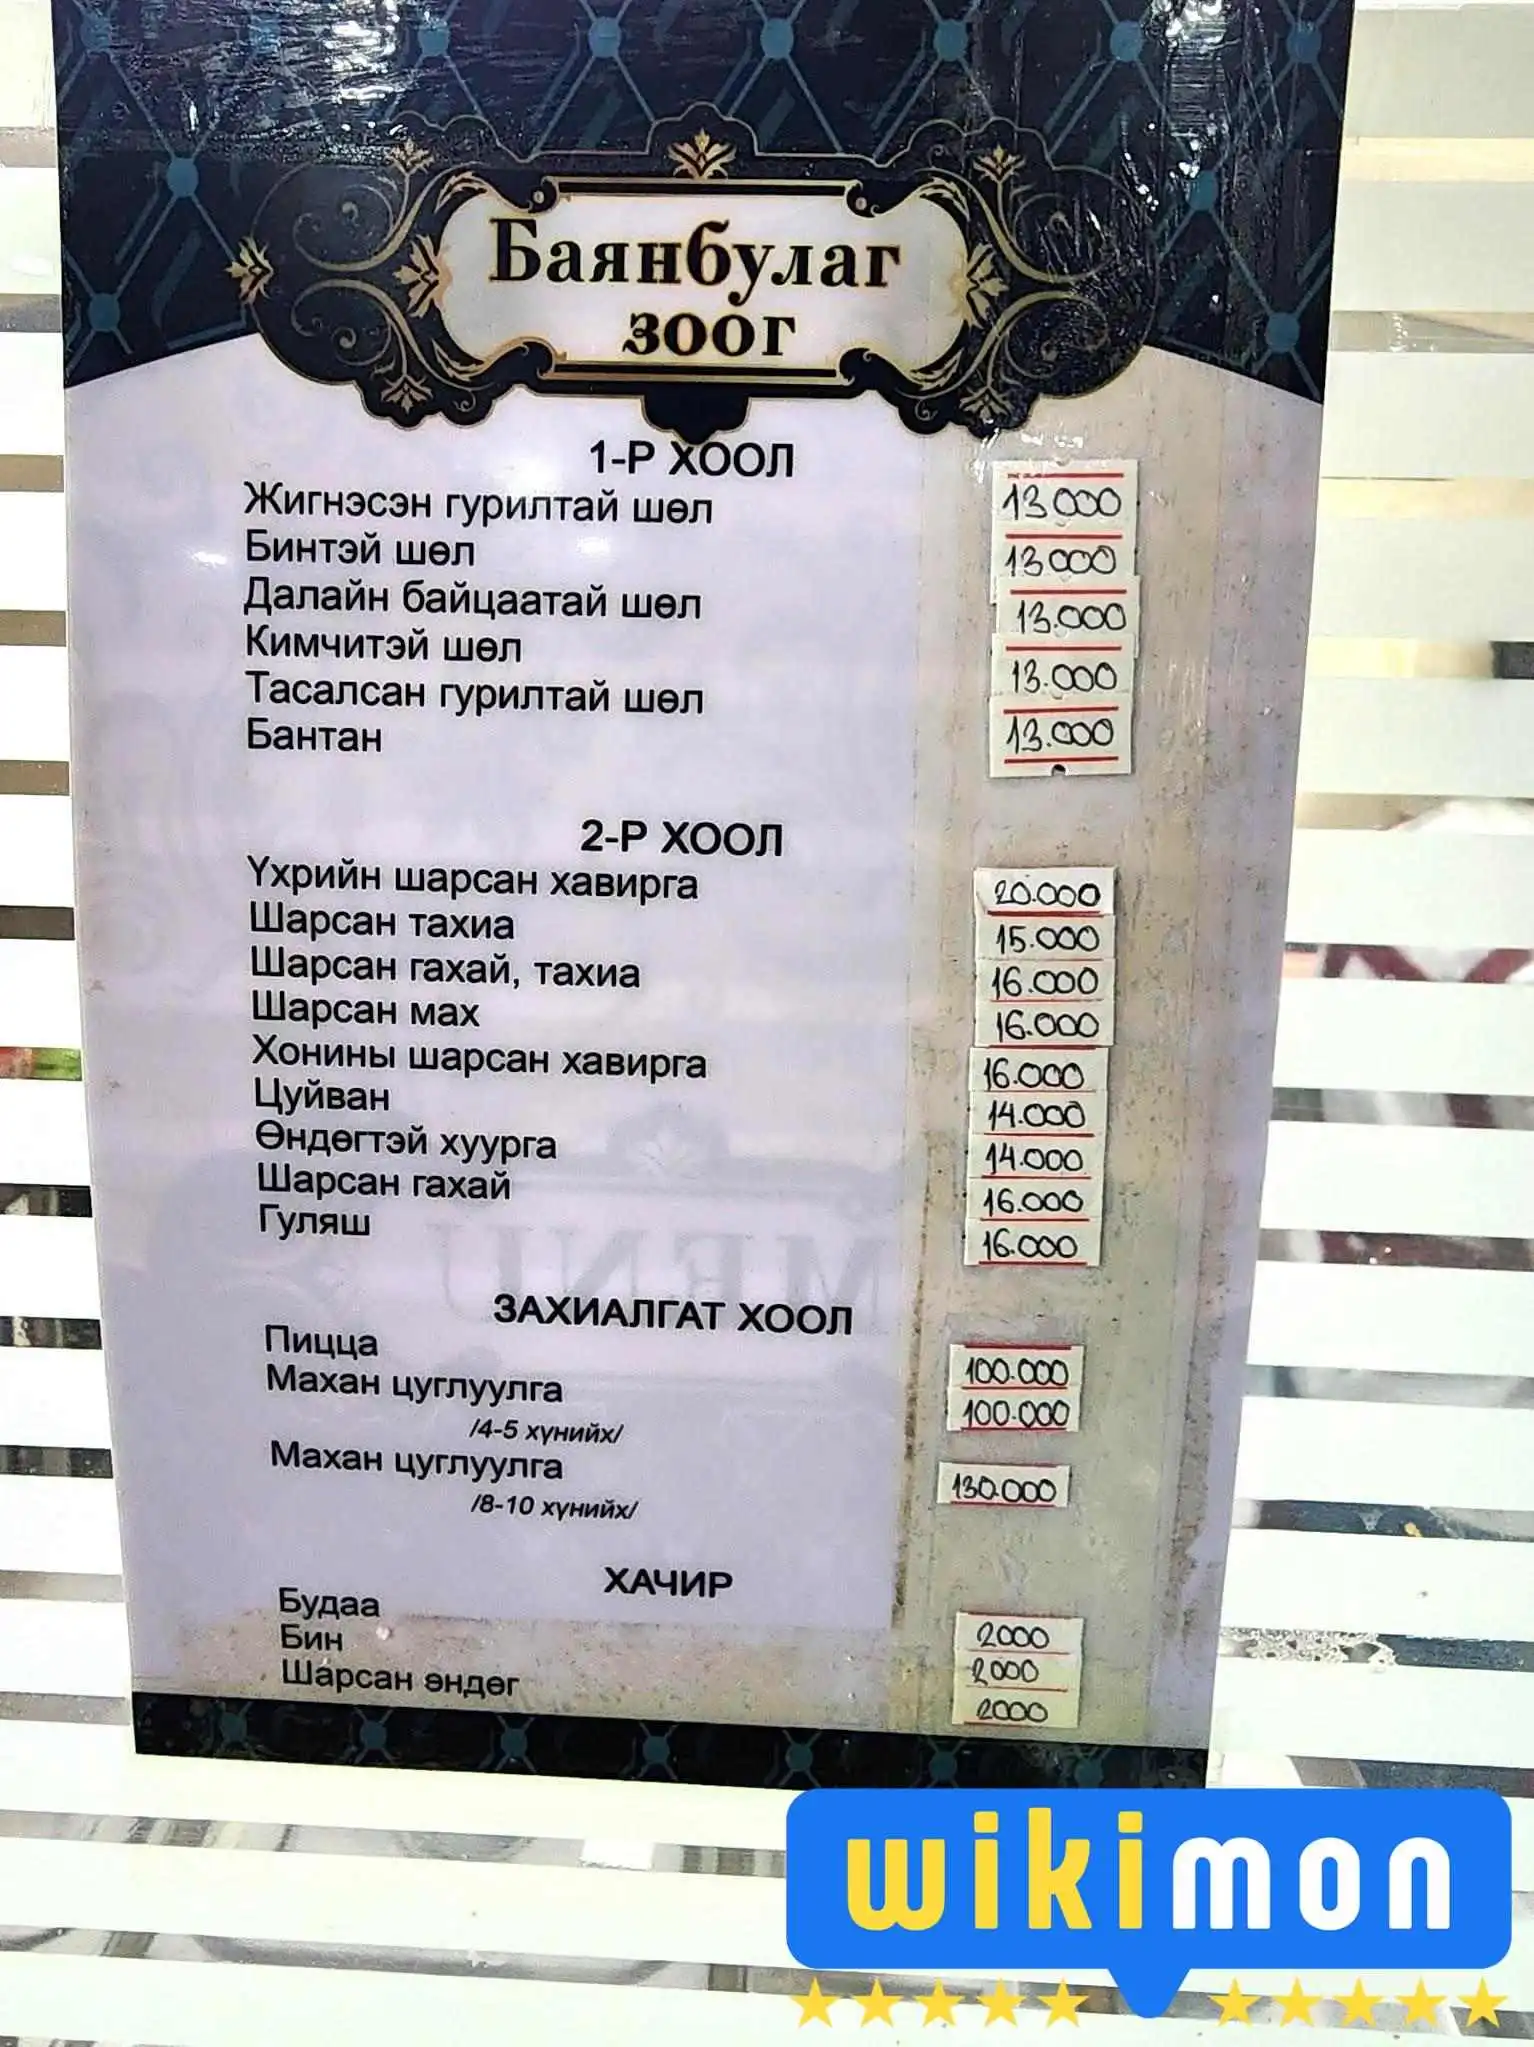 Баянбулаг
зоог
1-Р ХООЛ
Жигнэсэн гурилтай шөл 13000
Бинтэй шөл 13000
Далайн байцаатай шөл 13.000
Кимчитэй шөл 13.000
Тасалсан гурилтай шөл 13.000
Бантан
2-Р ХООЛ
Үхрийн шарсан хавирга 20.000
Шарсан тахиа 15.000
Шарсан гахай, тахиа 16.000
Шарсан мах 16.000
Хонины шарсан хавирга 16.000
Цуйван 14.000
Өндөгтэй хуурга 14.000
Шарсан гахай 16.000
Гуляш 16.000
ЗАХИАЛГАТ ХООЛ
Пицца 100.000
Махан цуглуулга 100.000
/4-5 хүнийх/
Махан цуглуулга 130.000
/8-10 хүнийх/
ХАЧИР
Будаа 2000
Бин 2000
Шарсан өндөг 2000
MENU
wikimon